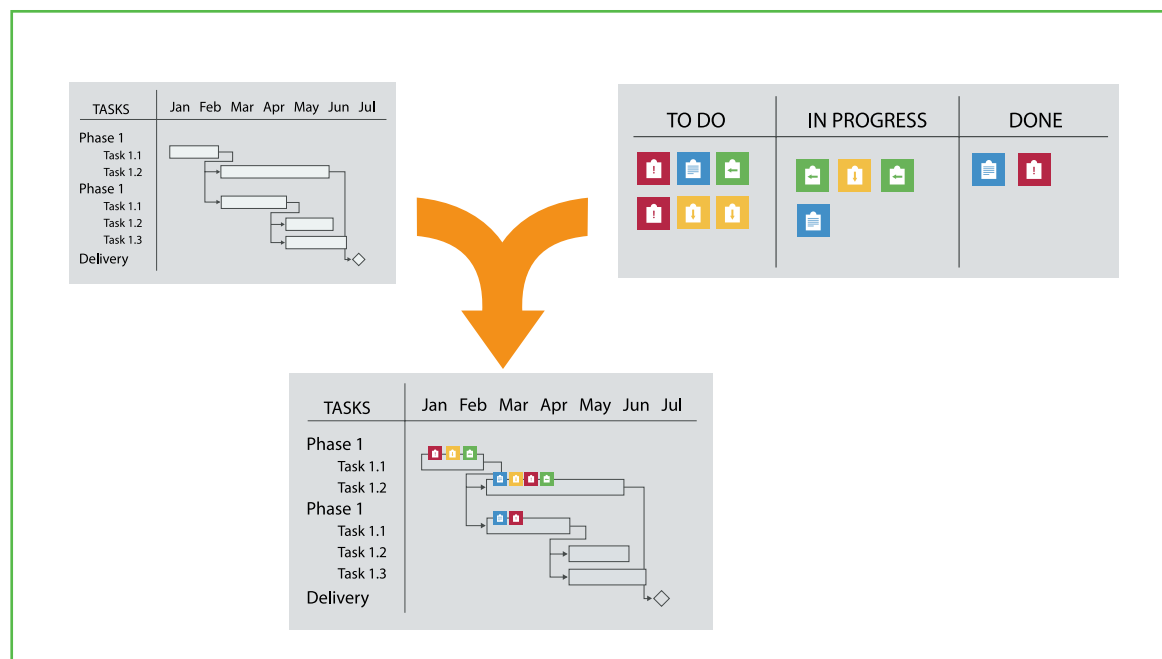 TASKS Jan Feb Mar Apr May Jun Jul
Phase 1
Task 1.1
Task 1.2
Phase 1
Task 1.1
Task 1.2
Task 1.3
Delivery
TO DO IN PROGRESS DONE
TASKS Jan Feb Mar Apr May Jun Jul
Phase 1
Task 1.1
Task 1.2
Phase 1
Task 1.1
Task 1.2
Task 1.3
Delivery